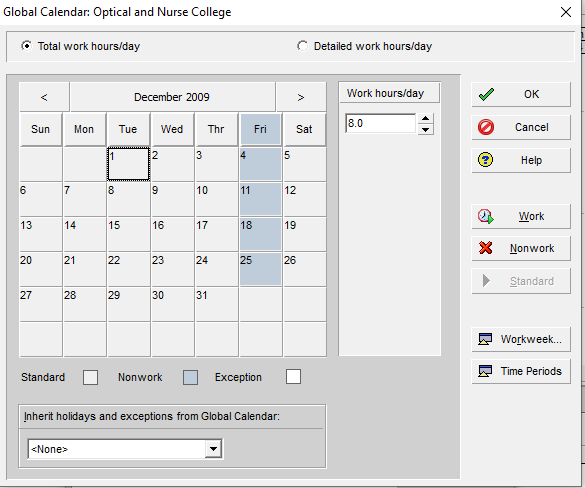 Global Calendar: Optical and Nurse College
Total work hours/day Detailed work hours/day
< December 2009 >
Sun Mon Tue Wed Thr Fri Sat
1 2 3 4 5
6 7 8 9 10 11 12
13 14 15 16 17 18 19
20 21 22 23 24 25 26
27 28 29 30 31
Standard Nonwork Exception
Inherit holidays and exceptions from Global Calendar:
<None>
Work hours/day
8.0
OK
Cancel
Help
Work
Nonwork
Standard
Workweek...
Time Periods